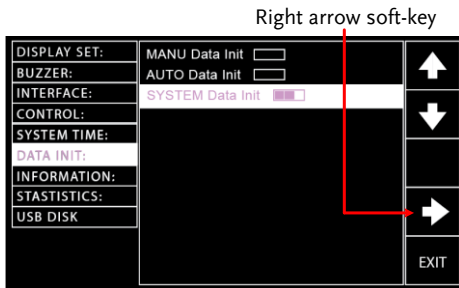 Right arrow soft-key
DISPLAY SET:
BUZZER:
INTERFACE:
CONTROL:
SYSTEM TIME:
DATA INIT:
INFORMATION:
STASTISTICS:
USB DISK
MANU Data Init
AUTO Data Init
SYSTEM Data Init
EXIT